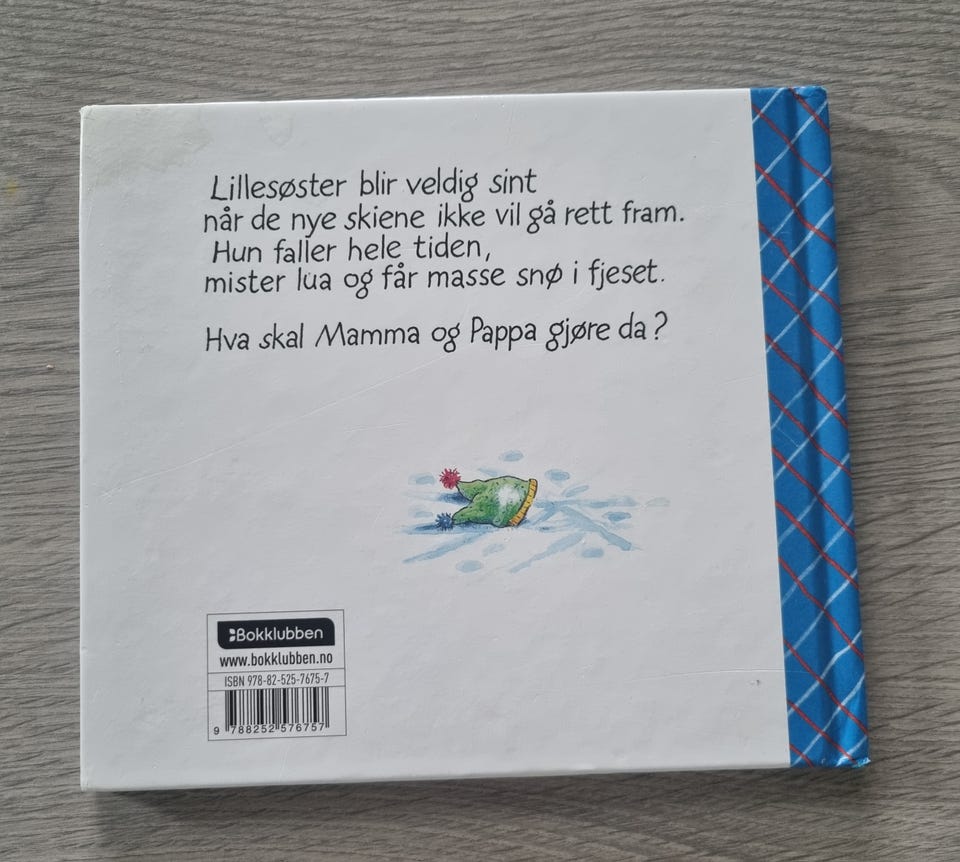 Lillesøster blir veldig sint
når de nye skiene ikke vil gå rett fram.
Hun faller hele tiden,
mister lua og får masse snø i fjeset.
Hva skal Mamma og Pappa gjøre da?
Bokklubben
www.bokklubben.no
ISBN 978-82-525-7675-7
9 788252 576757